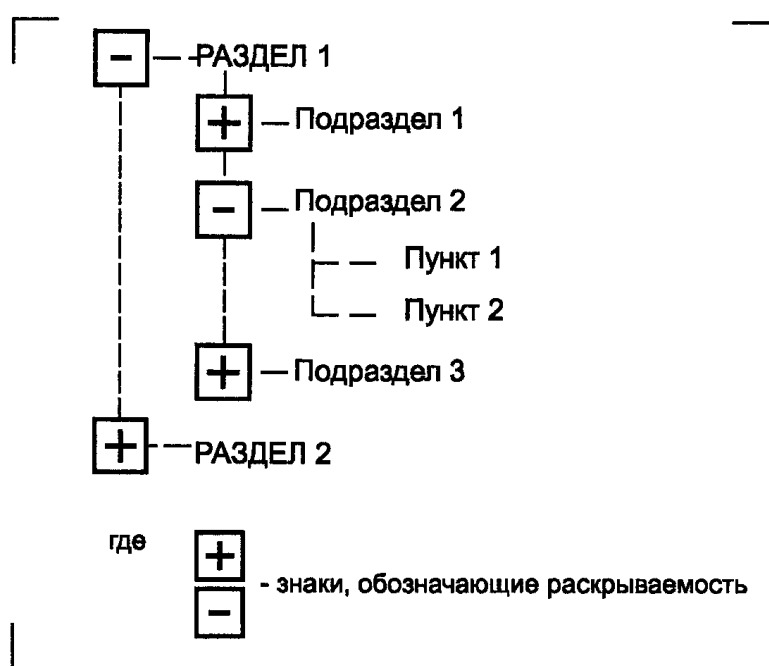 - РАЗДЕЛ 1
+ Подраздел 1
- Подраздел 2
Пункт 1
Пункт 2
+ Подраздел 3
+ РАЗДЕЛ 2
где
+
- - знаки, обозначающие раскрываемость